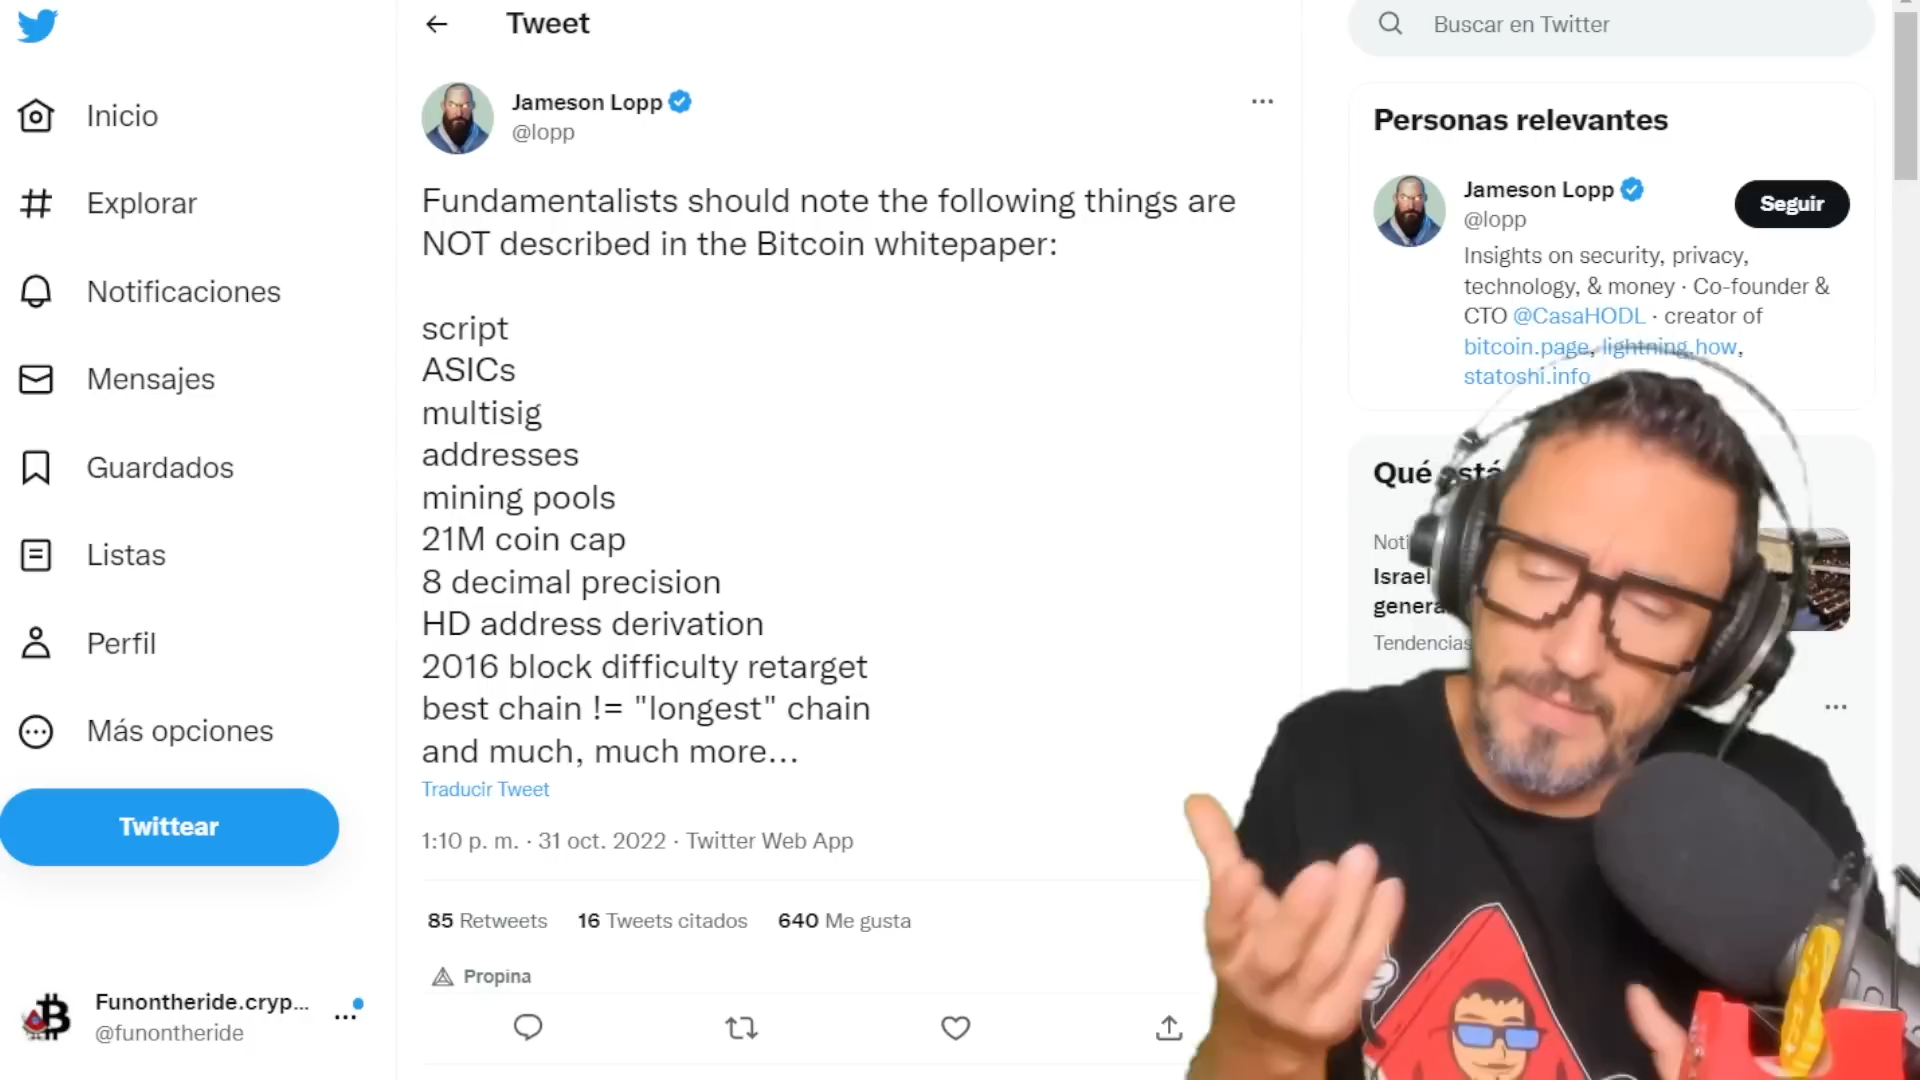 Inicio
Explorar
Notificaciones
Mensajes
Guardados
Listas
Perfil
Más opciones
Twittear
Funontheride.cryp...
@funontheride
Tweet
Jameson Lopp
@lopp
Fundamentalists should note the following things are
NOT described in the Bitcoin whitepaper:
script
ASICs
multisig
addresses
mining pools
21M coin cap
8 decimal precision
HD address derivation
2016 block difficulty retarget
best chain != "longest" chain
and much, much more...
Traducir Tweet
1:10 p. m. · 31 oct. 2022 · Twitter Web App
85 Retweets 16 Tweets citados 640 Me gusta
Propina
Buscar en Twitter
Personas relevantes
Jameson Lopp
@lopp
Seguir
Insights on security, privacy,
technology, & money · Co-founder &
CTO @CasaHODL · creator of
bitcoin.page, lightning.how,
statoshi.info
Qué está
Israel
Tendencias